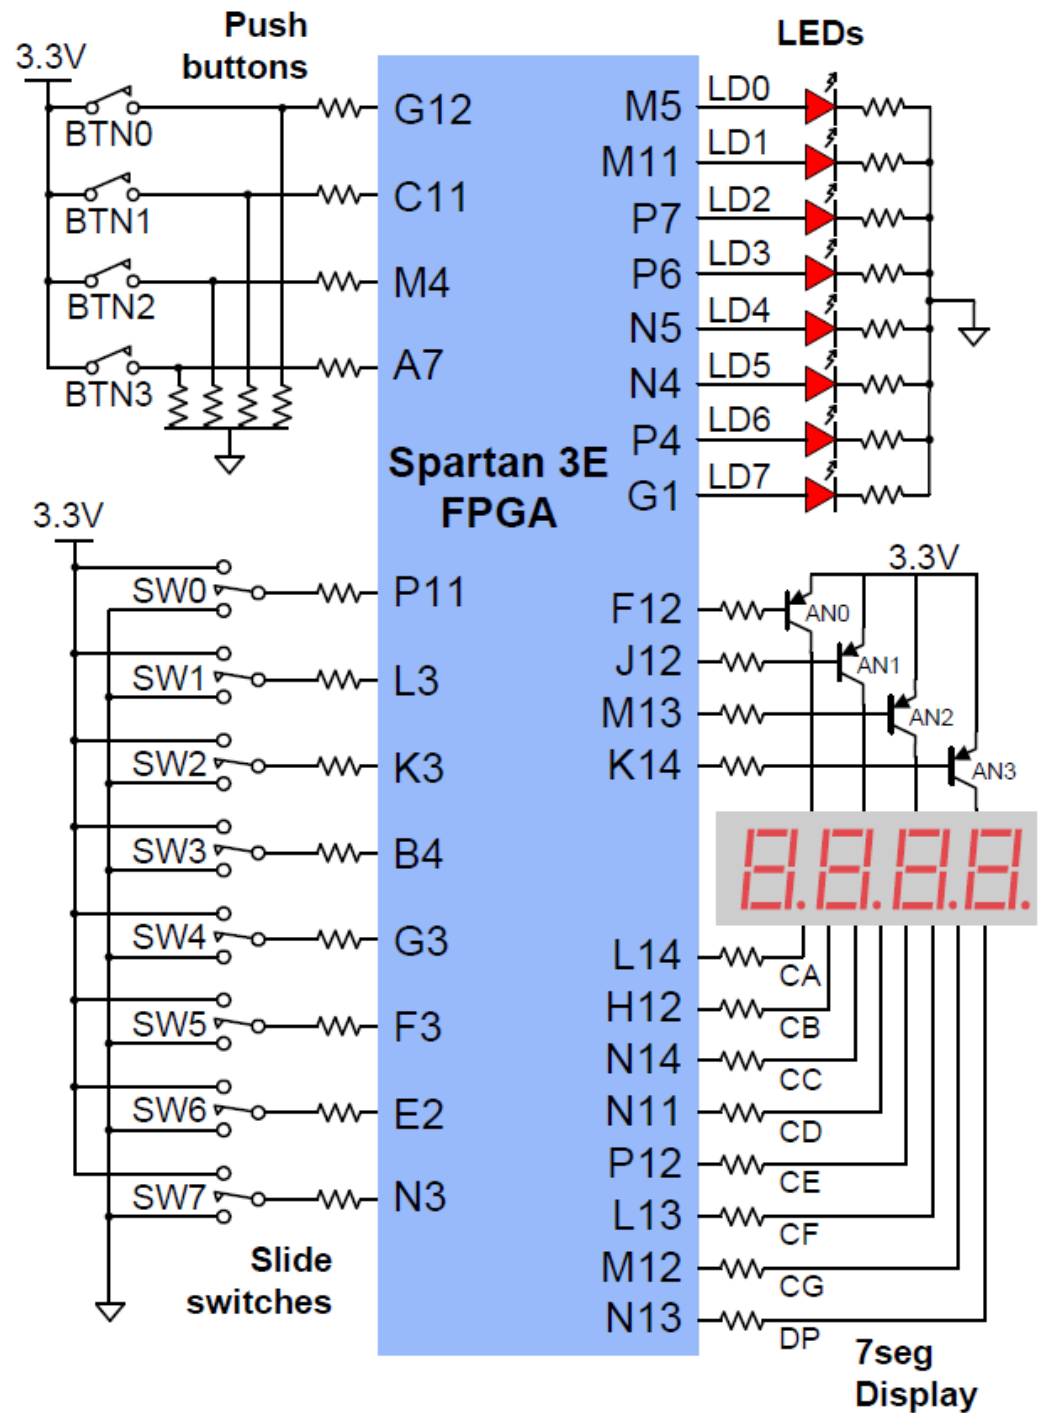 Push
buttons
3.3V
BTN0
BTN1
BTN2
BTN3
G12
C11
M4
A7
LEDs
M5 LD0
M11 LD1
P7 LD2
P6 LD3
N5 LD4
N4 LD5
P4 LD6
G1 LD7
Spartan 3E
FPGA
3.3V
SW0 P11
SW1 L3
SW2 K3
SW3 B4
SW4 G3
SW5 F3
SW6 E2
SW7 N3
Slide
switches
3.3V
F12 AN0
J12 AN1
M13 AN2
K14 AN3
8.8.8.8.
L14 CA
H12 CB
N14 CC
N11 CD
P12 CE
L13 CF
M12 CG
N13 DP
7seg
Display